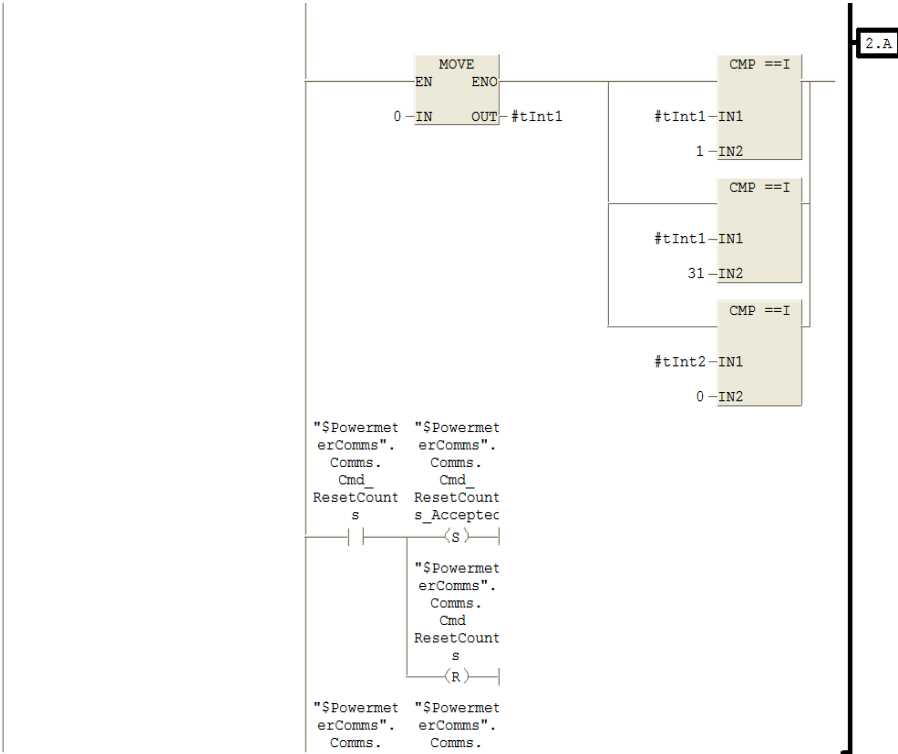 2.A
MOVE
CMP ==I
EN ENO
0 IN OUT #tInt1
#tInt1 IN1
1 IN2
CMP ==I
#tInt1 IN1
31 IN2
CMP ==I
#tInt2 IN1
0 IN2
"$Powermet "$Powermet
erComms". erComms".
Comms. Comms.
Cmd_ Cmd_
ResetCount ResetCount
s s_Accepted
(S)
"$Powermet
erComms".
Comms.
Cmd
ResetCount
s
(R)
"$Powermet "$Powermet
erComms". erComms".
Comms. Comms.